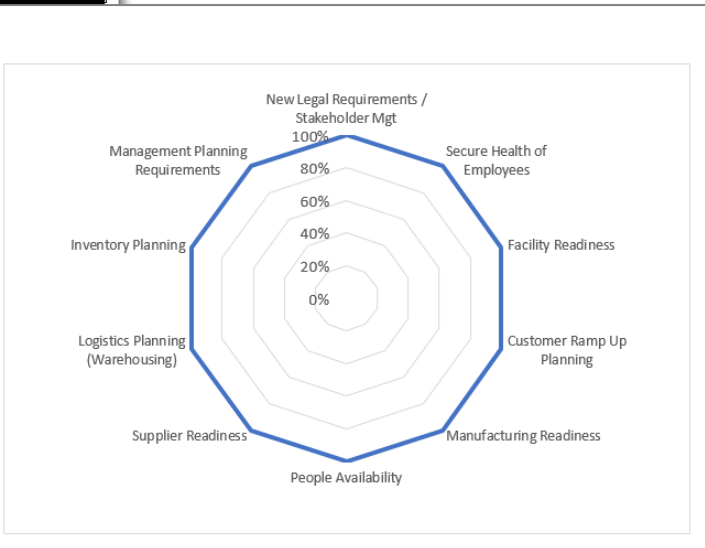 New Legal Requirements /
Stakeholder Mgt
100%
Management Planning
Requirements
Secure Health of
Employees
80%
60%
Inventory Planning
Facility Readiness
40%
20%
0%
Logistics Planning
(Warehousing)
Customer Ramp Up
Planning
Supplier Readiness
Manufacturing Readiness
People Availability